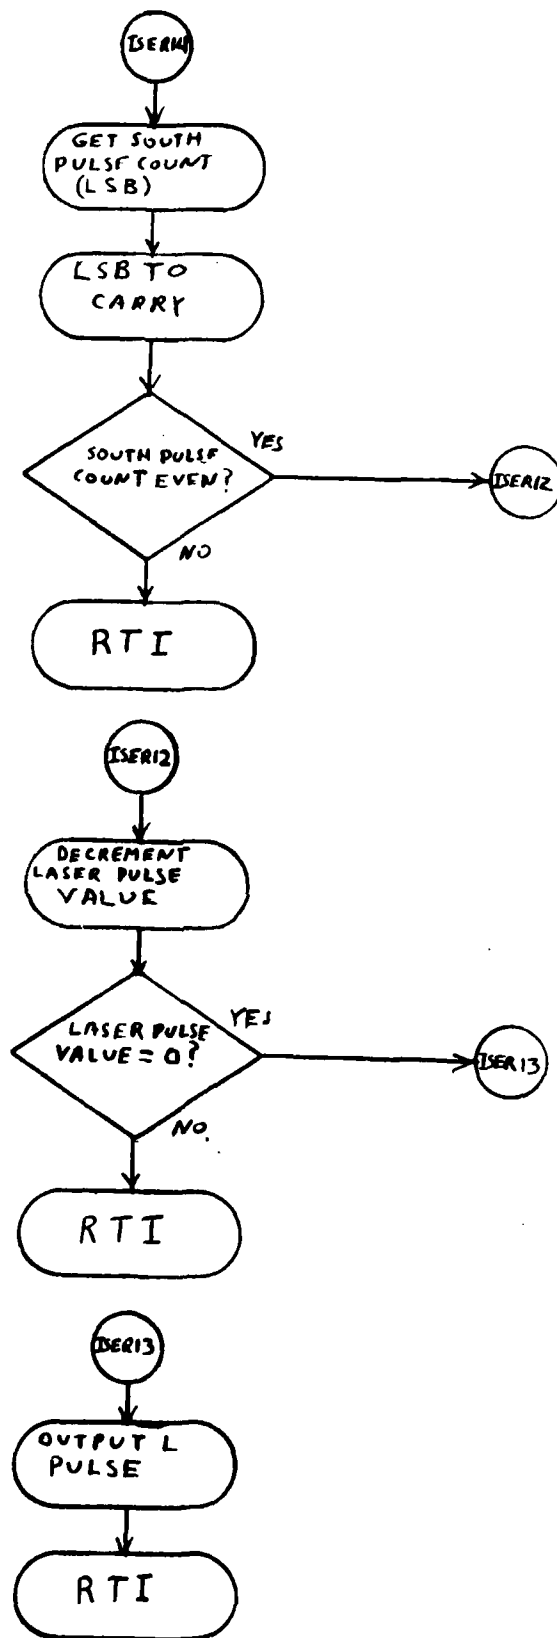 ISER14
GET SOUTH
PULSE COUNT
(LSB)
LSB TO
CARRY
SOUTH PULSE
COUNT EVEN?
YES
ISER12
NO
RTI
ISER12
DECREMENT
LASER PULSE
VALUE
LASER PULSE
VALUE = 0?
YES
ISER13
NO.
RTI
ISER13
OUTPUT L
PULSE
RTI